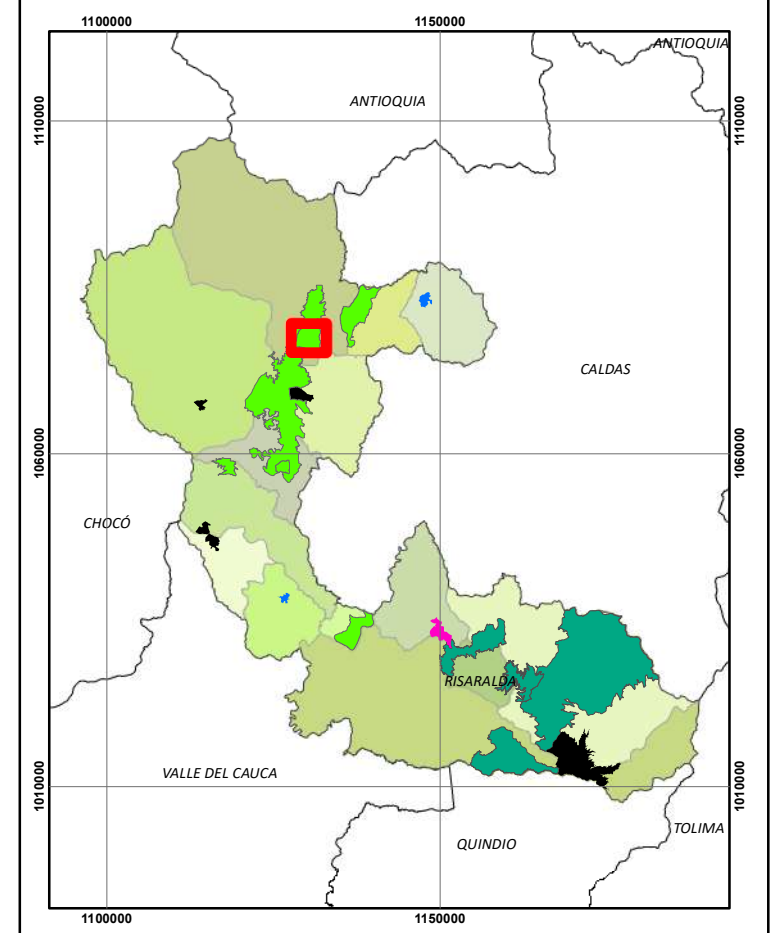 1100000 1150000
ANTIOQUIA
ANTIOQUIA
1110000 1110000
CALDAS
1060000 1060000
CHOCÓ
RISARALDA
VALLE DEL CAUCA
1010000 1010000
TOLIMA
QUINDIO
1100000 1150000